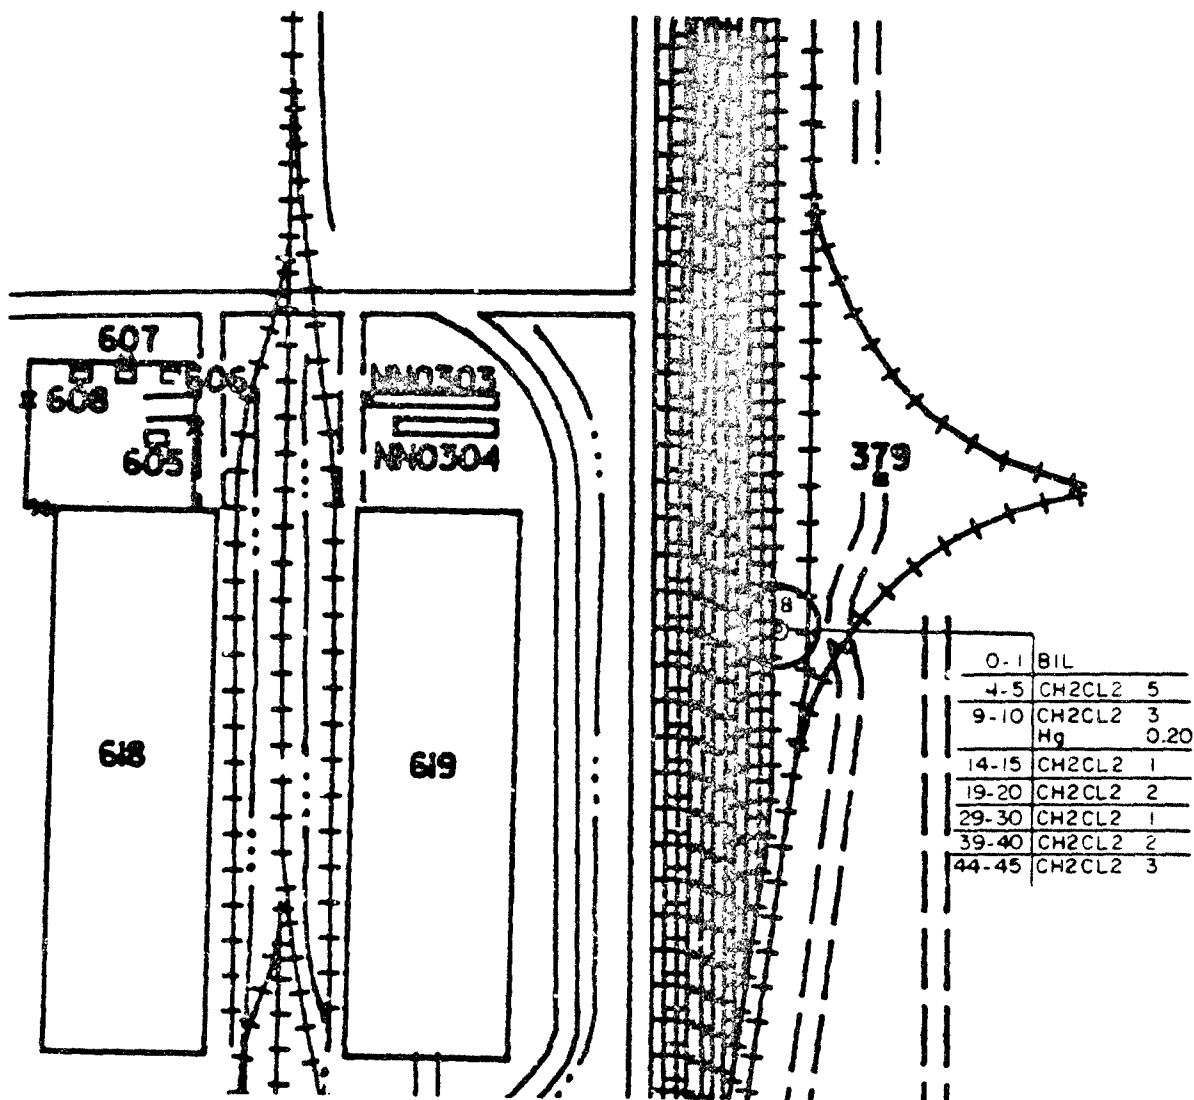 607
606
608
605
NN0303
NN0304
379
8
618
619
0-1 BIL
4-5 CH2CL2 5
9-10 CH2CL2 3
Hg 0.20
14-15 CH2CL2 1
19-20 CH2CL2 2
29-30 CH2CL2 1
39-40 CH2CL2 2
44-45 CH2CL2 3